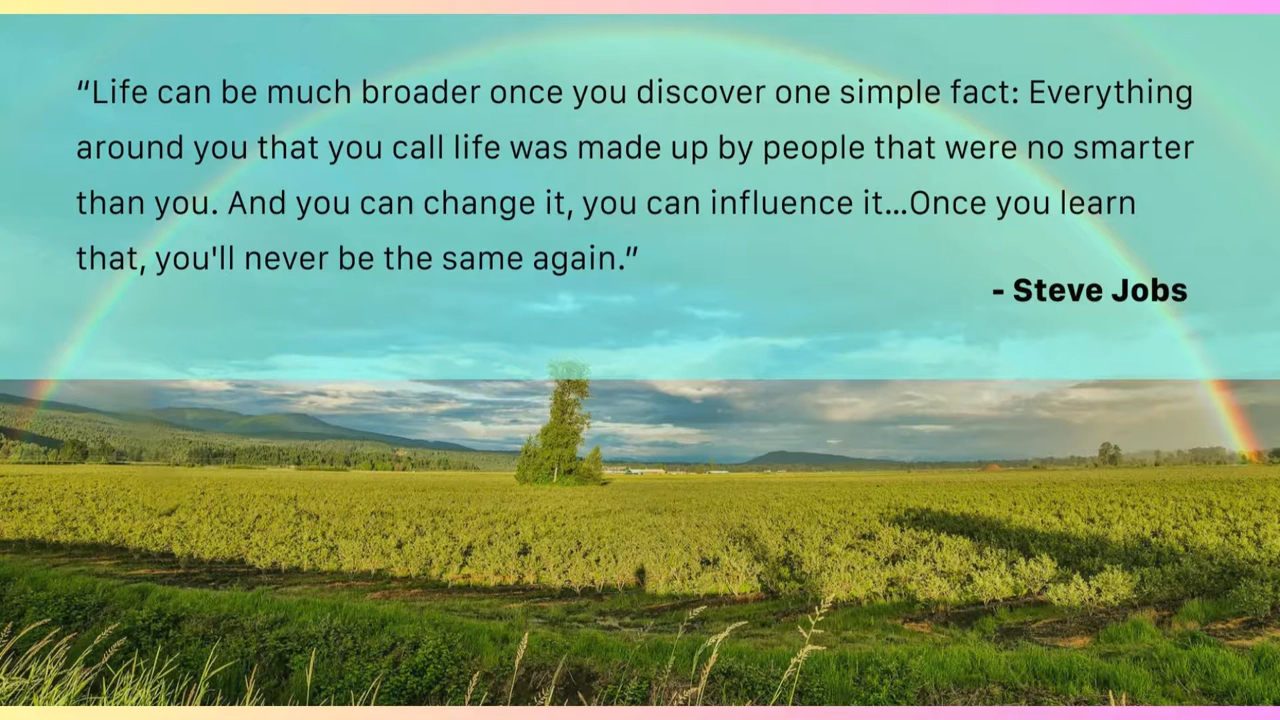 “Life can be much broader once you discover one simple fact: Everything
around you that you call life was made up by people that were no smarter
than you. And you can change it, you can influence it...Once you learn
that, you'll never be the same again.”
- Steve Jobs